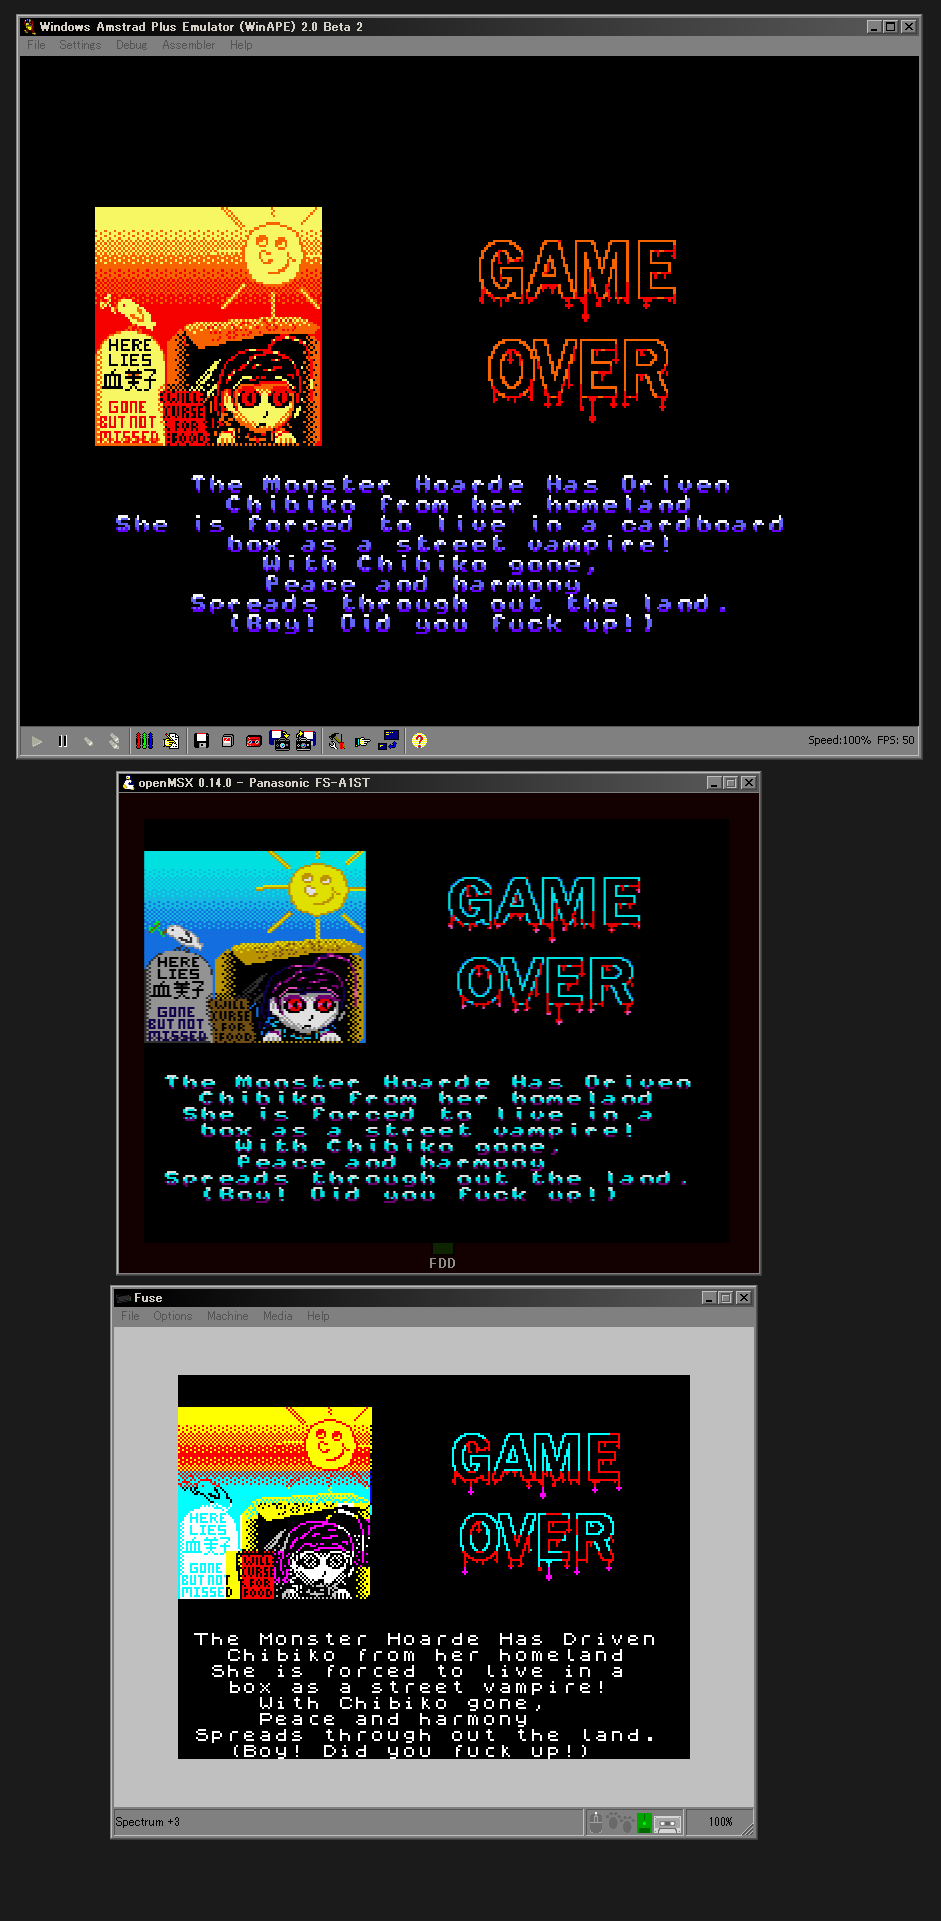 Windows Amstrad Plus Emulator (WinAPE) 2.0 Beta 2
File Settings Debug Assembler Help
GAME
OVER
HERE
LIES
血芙子
GONE
BUT NOT
MISSED
WILL
CURSE
FOR
FOOD
The Monster Hoarde Has Driven
Chibiko from her homeland
She is forced to live in a cardboard
box as a street vampire!
With Chibiko gone,
Peace and harmony
Spreads through out the land.
(Boy! Did you fuck up!)
Speed:100% FPS: 50
openMSX 0.14.0 - Panasonic FS-A1ST
GAME
OVER
HERE
LIES
血芙子
GONE
BUT NOT
MISSED
WILL
CURSE
FOR
FOOD
The Monster Hoarde Has Driven
Chibiko from her homeland
She is forced to live in a
box as a street vampire!
With Chibiko gone,
Peace and harmony
Spreads through out the land.
(Boy! Did you fuck up!)
FDD
Fuse
File Options Machine Media Help
GAME
OVER
HERE
LIES
血芙子
GONE
BUT NOT
MISSED
WILL
CURSE
FOR
FOOD
The Monster Hoarde Has Driven
Chibiko from her homeland
She is forced to live in a
box as a street vampire!
With Chibiko gone,
Peace and harmony
Spreads through out the land.
(Boy! Did you fuck up!)
Spectrum +3
100%